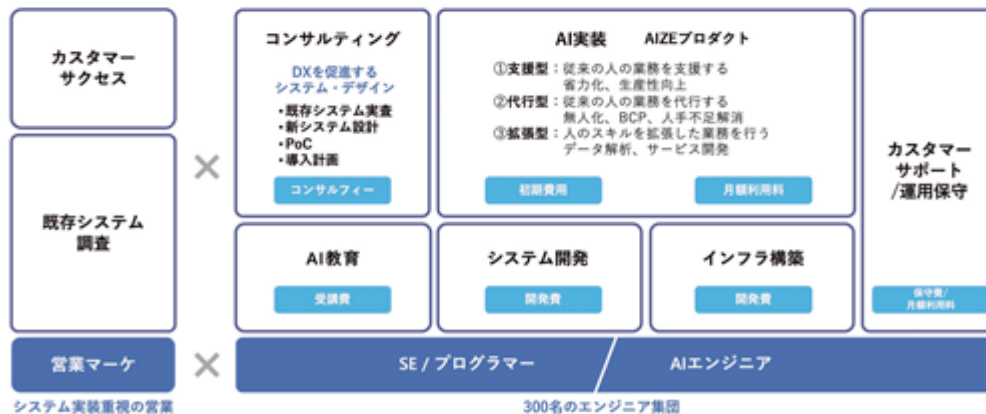 カスタマー
サクセス
既存システム
調査
営業マーケ
システム実装重視の営業
×
×
コンサルティング
DXを促進する
システム・デザイン
・既存システム実査
・新システム設計
・PoC
・導入計画
コンサルフィー
AI実装 AIZEプロダクト
①支援型：従来の人の業務を支援する
省力化、生産性向上
②代行型：従来の人の業務を代行する
無人化、BCP、人手不足解消
③拡張型：人のスキルを拡張した業務を行う
データ解析、サービス開発
初期費用 月額利用料
AI教育
受講費
システム開発
開発費
インフラ構築
開発費
カスタマー
サポート
/運用保守
保守費/
月額利用料
SE / プログラマー AIエンジニア
300名のエンジニア集団